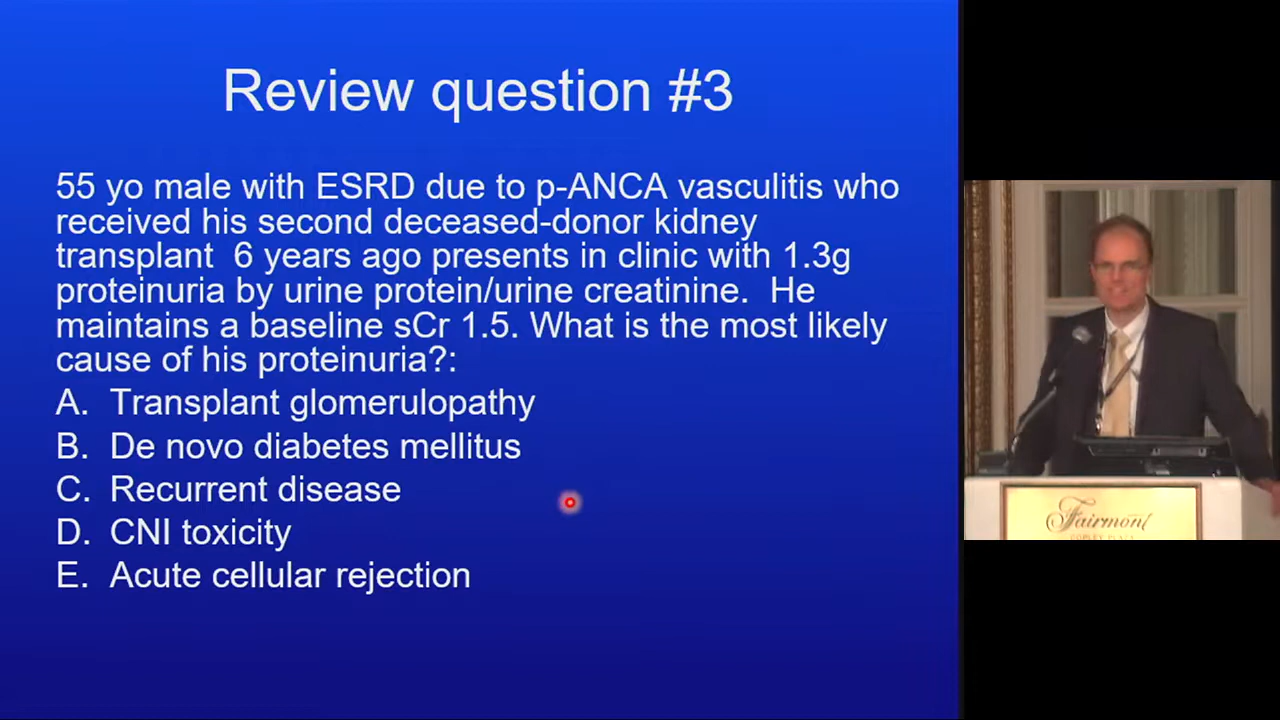 Review question #3
55 yo male with ESRD due to p-ANCA vasculitis who
received his second deceased-donor kidney
transplant  6 years ago presents in clinic with 1.3g
proteinuria by urine protein/urine creatinine.  He
maintains a baseline sCr 1.5. What is the most likely
cause of his proteinuria?:
A. Transplant glomerulopathy
B. De novo diabetes mellitus
C. Recurrent disease
D. CNI toxicity
E. Acute cellular rejection
Fairmont
COPLEY PLAZA